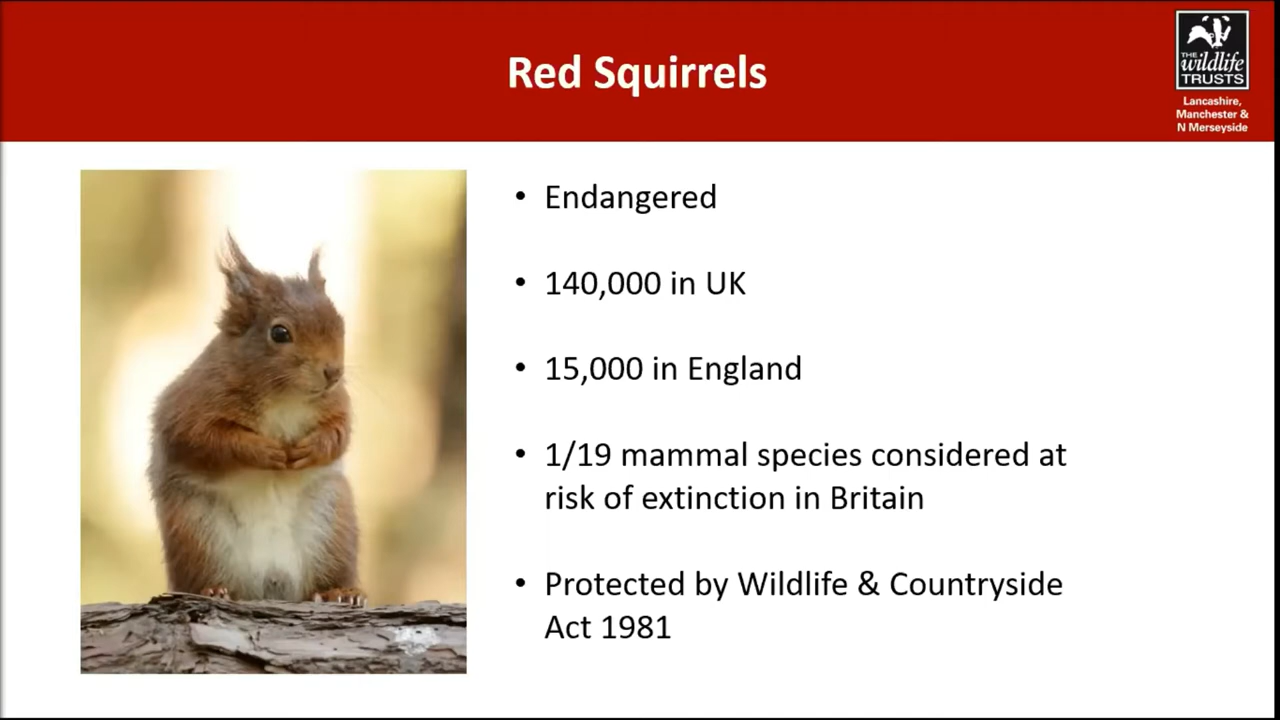 Red Squirrels
THE
wildlife
TRUSTS
Lancashire,
Manchester &
N Merseyside
• Endangered
• 140,000 in UK
• 15,000 in England
• 1/19 mammal species considered at
risk of extinction in Britain
• Protected by Wildlife & Countryside
Act 1981